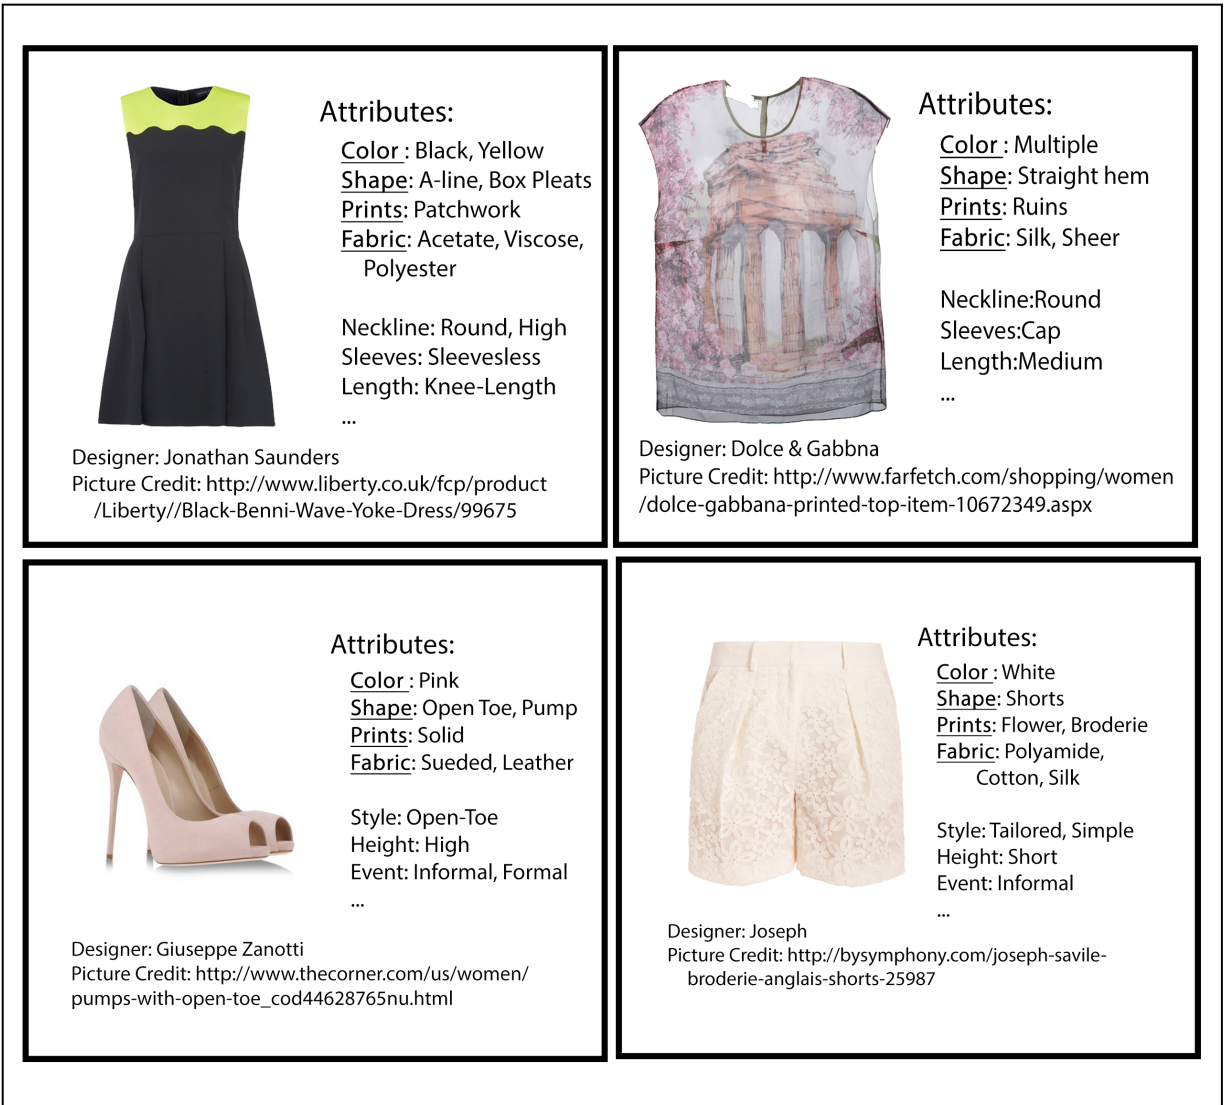 Attributes:
Color : Black, Yellow
Shape: A-line, Box Pleats
Prints: Patchwork
Fabric: Acetate, Viscose,
Polyester
Neckline: Round, High
Sleeves: Sleevesless
Length: Knee-Length
...
Designer: Jonathan Saunders
Picture Credit: http://www.liberty.co.uk/fcp/product
/Liberty//Black-Benni-Wave-Yoke-Dress/99675
Attributes:
Color : Multiple
Shape: Straight hem
Prints: Ruins
Fabric: Silk, Sheer
Neckline:Round
Sleeves:Cap
Length:Medium
...
Designer: Dolce & Gabbna
Picture Credit: http://www.farfetch.com/shopping/women
/dolce-gabbana-printed-top-item-10672349.aspx
Attributes:
Color : Pink
Shape: Open Toe, Pump
Prints: Solid
Fabric: Sueded, Leather
Style: Open-Toe
Height: High
Event: Informal, Formal
...
Designer: Giuseppe Zanotti
Picture Credit: http://www.thecorner.com/us/women/
pumps-with-open-toe_cod44628765nu.html
Attributes:
Color : White
Shape: Shorts
Prints: Flower, Broderie
Fabric: Polyamide,
Cotton, Silk
Style: Tailored, Simple
Height: Short
Event: Informal
...
Designer: Joseph
Picture Credit: http://bysymphony.com/joseph-savile-
broderie-anglais-shorts-25987